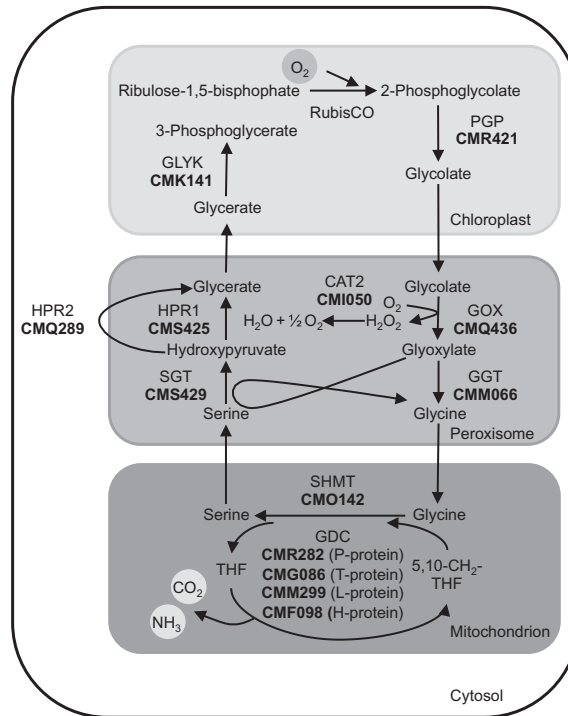 O2
Ribulose-1,5-bisphophate
2-Phosphoglycolate
RubisCO
3-Phosphoglycerate
PGP
CMR421
GLYK
CMK141
Glycolate
Glycerate
Chloroplast
Glycerate
CAT2
CMI050
Glycolate
O2
HPR2
CMQ289
HPR1
CMS425
H2O + ½ O2
H2O2
GOX
CMQ436
Hydroxypyruvate
Glyoxylate
SGT
CMS429
GGT
CMM066
Serine
Glycine
Peroxisome
SHMT
CMO142
Serine
Glycine
GDC
CMR282 (P-protein)
CMG086 (T-protein)
CMM299 (L-protein)
CMF098 (H-protein)
THF
5,10-CH2-
THF
CO2
NH3
Mitochondrion
Cytosol